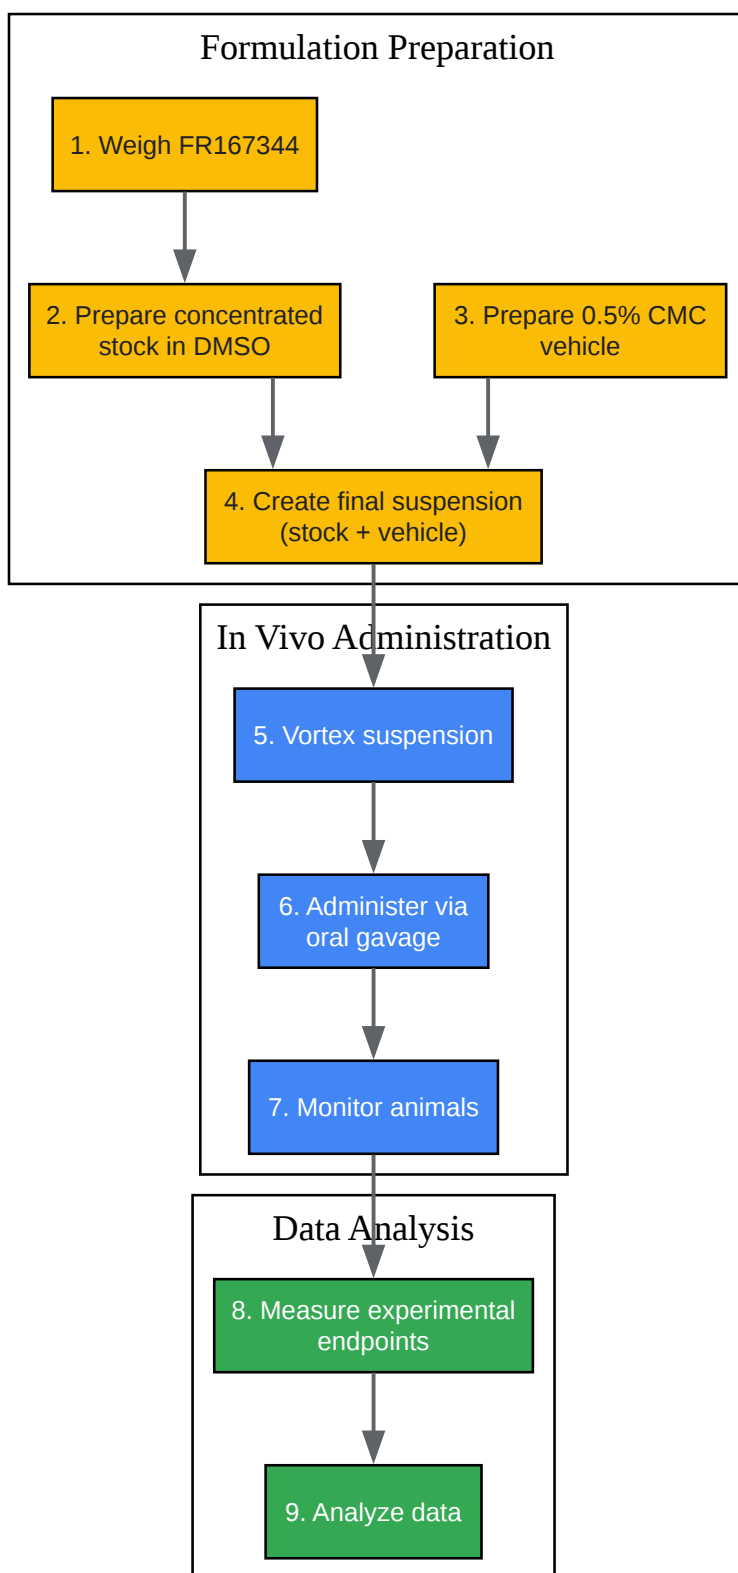 Formulation Preparation
1. Weigh FR167344
2. Prepare concentrated
stock in DMSO
3. Prepare 0.5% CMC
vehicle
4. Create final suspension
(stock + vehicle)
In Vivo Administration
5. Vortex suspension
6. Administer via
oral gavage
7. Monitor animals
Data Analysis
8. Measure experimental
endpoints
9. Analyze data